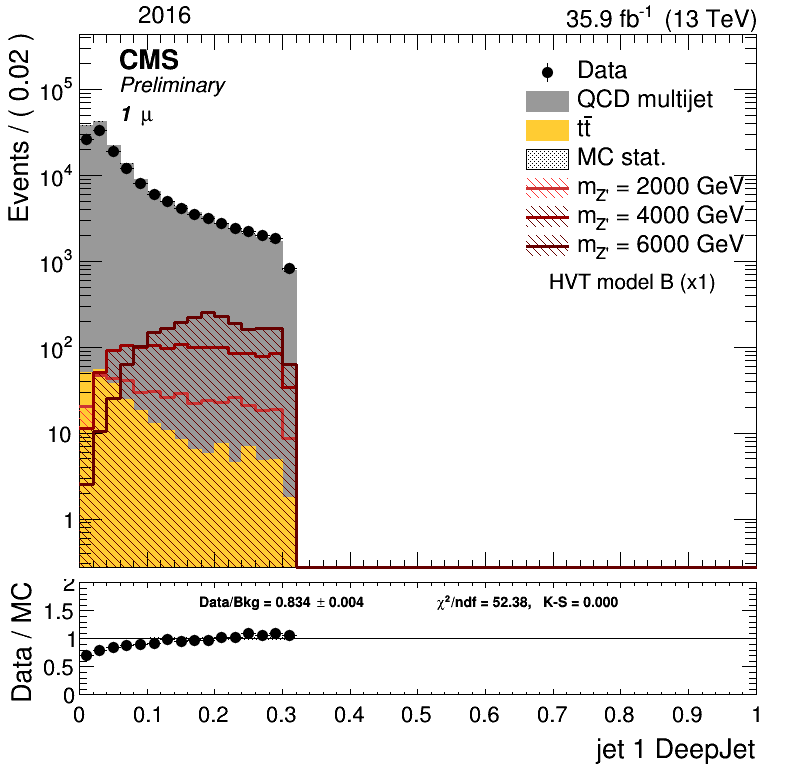 2016 35.9 fb⁻¹ (13 TeV)
CMS
Preliminary
1 μ
Events / ( 0.02 )
10⁵
10⁴
10³
10²
10
1
Data
QCD multijet
tt̄
MC stat.
m_Z' = 2000 GeV
m_Z' = 4000 GeV
m_Z' = 6000 GeV
HVT model B (x1)
Data / MC
2
1.5
1
0.5
0
Data/Bkg = 0.834 ± 0.004 χ²/ndf = 52.38, K-S = 0.000
0 0.1 0.2 0.3 0.4 0.5 0.6 0.7 0.8 0.9 1
jet 1 DeepJet